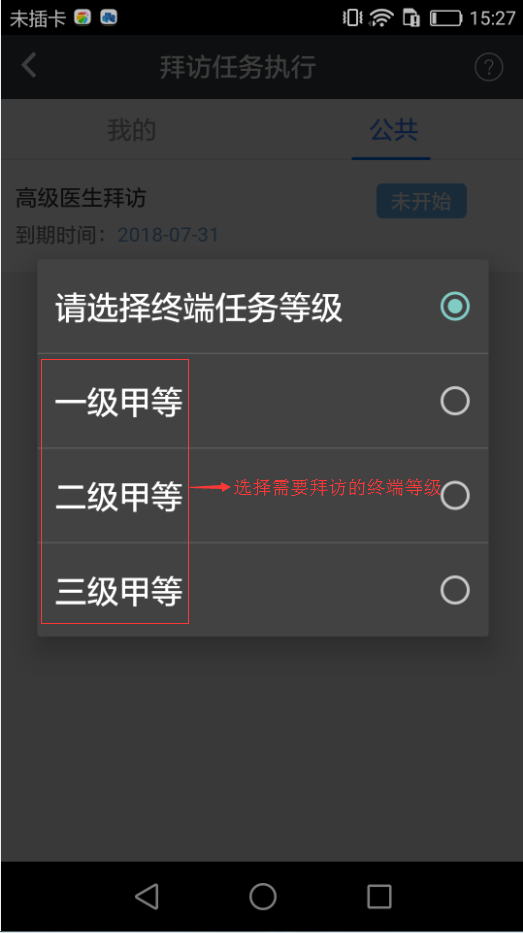 未插卡 15:27
拜访任务执行 ?
我的 公共
高级医生拜访 未开始
到期时间：2018-07-31
请选择终端任务等级
一级甲等
二级甲等
选择需要拜访的终端等级
三级甲等